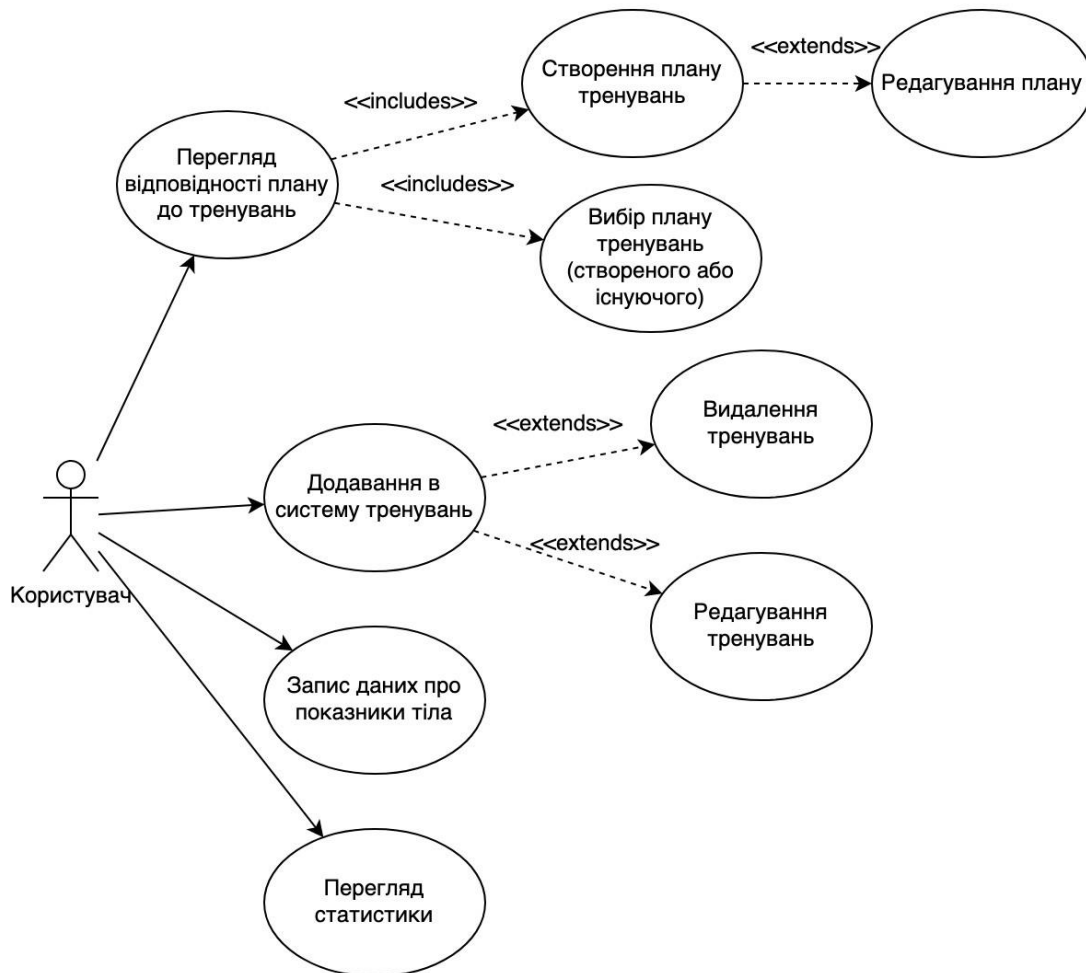 <<extends>>
Створення плану
тренувань
Редагування плану
<<includes>>
Перегляд
відповідності плану
до тренувань
<<includes>>
Вибір плану
тренувань
(створеного або
існуючого)
<<extends>>
Видалення
тренувань
Додавання в
систему тренувань
<<extends>>
Редагування
тренувань
Користувач
Запис даних про
показники тіла
Перегляд
статистики